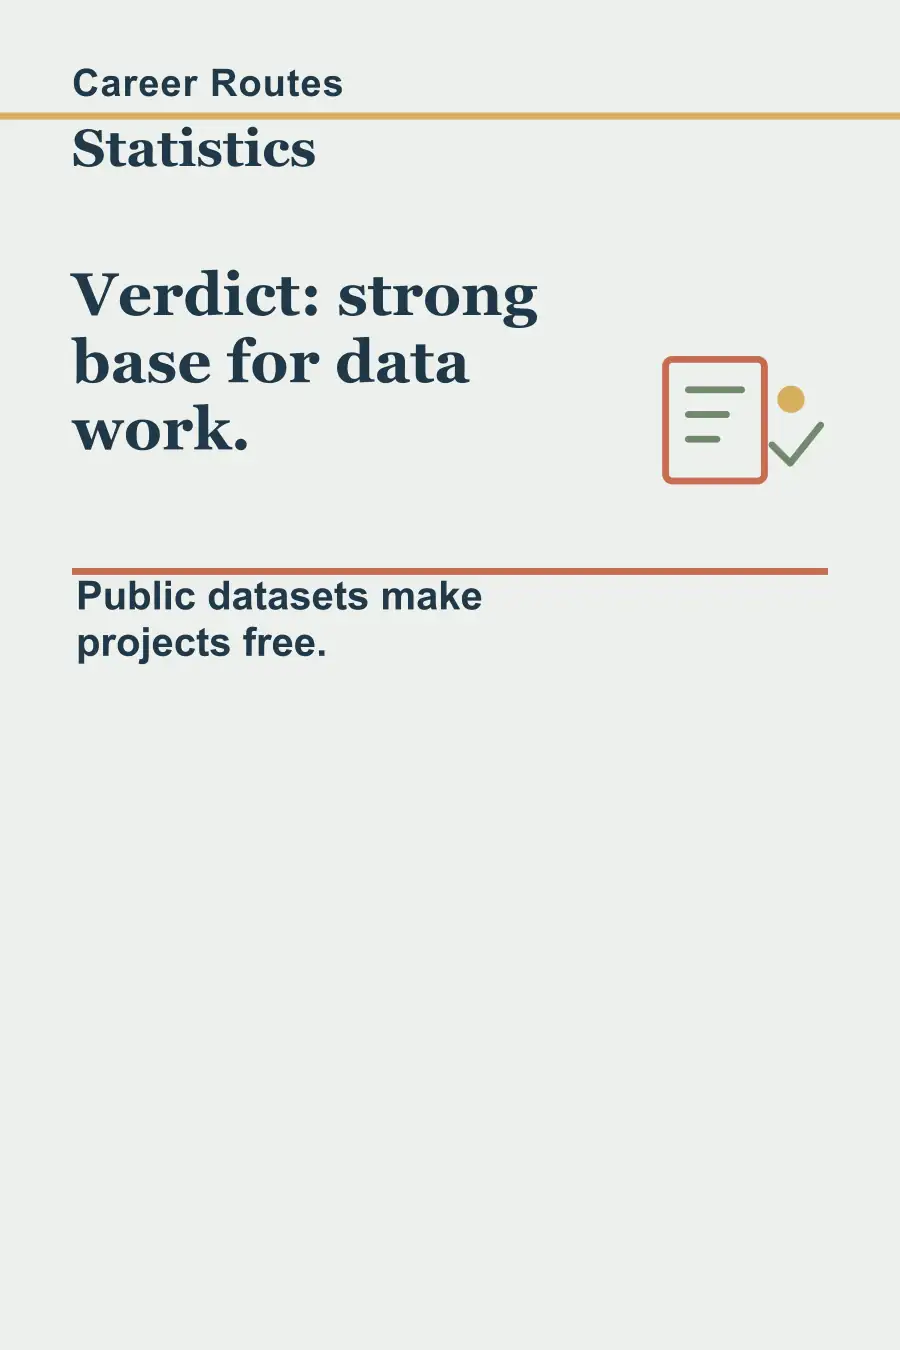 Career Routes
Statistics
Verdict: strong
base for data
work.
Public datasets make
projects free.